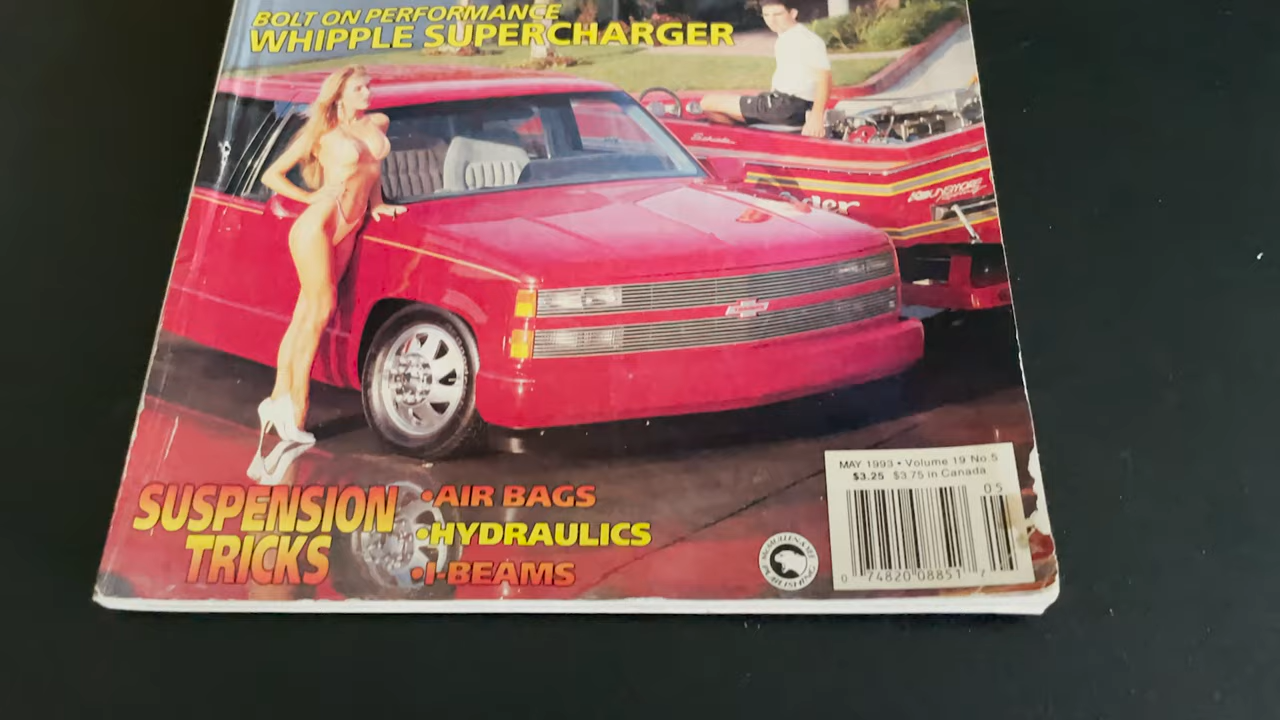 BOLT ON PERFORMANCE
WHIPPLE SUPERCHARGER
SUSPENSION
TRICKS
•AIR BAGS
•HYDRAULICS
•I-BEAMS
MAY 1993 • Volume 19 No.5
$3.25 $3.75 in Canada
05
0 74820 08851 7